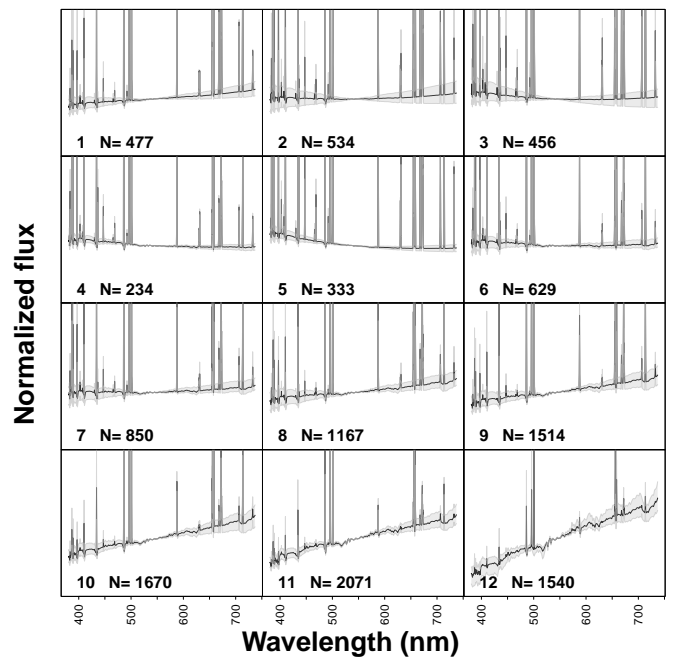 Normalized flux
1 N= 477
2 N= 534
3 N= 456
4 N= 234
5 N= 333
6 N= 629
7 N= 850
8 N= 1167
9 N= 1514
10 N= 1670
11 N= 2071
12 N= 1540
400 500 600 700 400 500 600 700 400 500 600 700
Wavelength (nm)